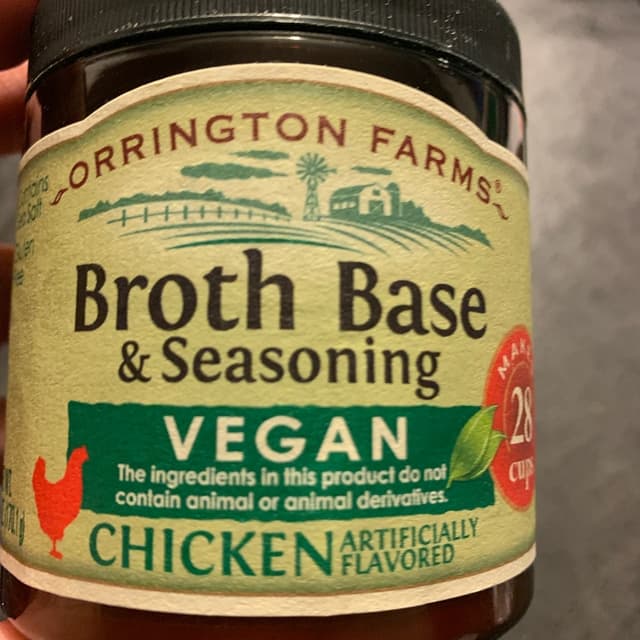 ORRINGTON FARMS®
Broth Base
& Seasoning
VEGAN
The ingredients in this product do not
contain animal or animal derivatives.
CHICKEN ARTIFICIALLY
FLAVORED
28
cups